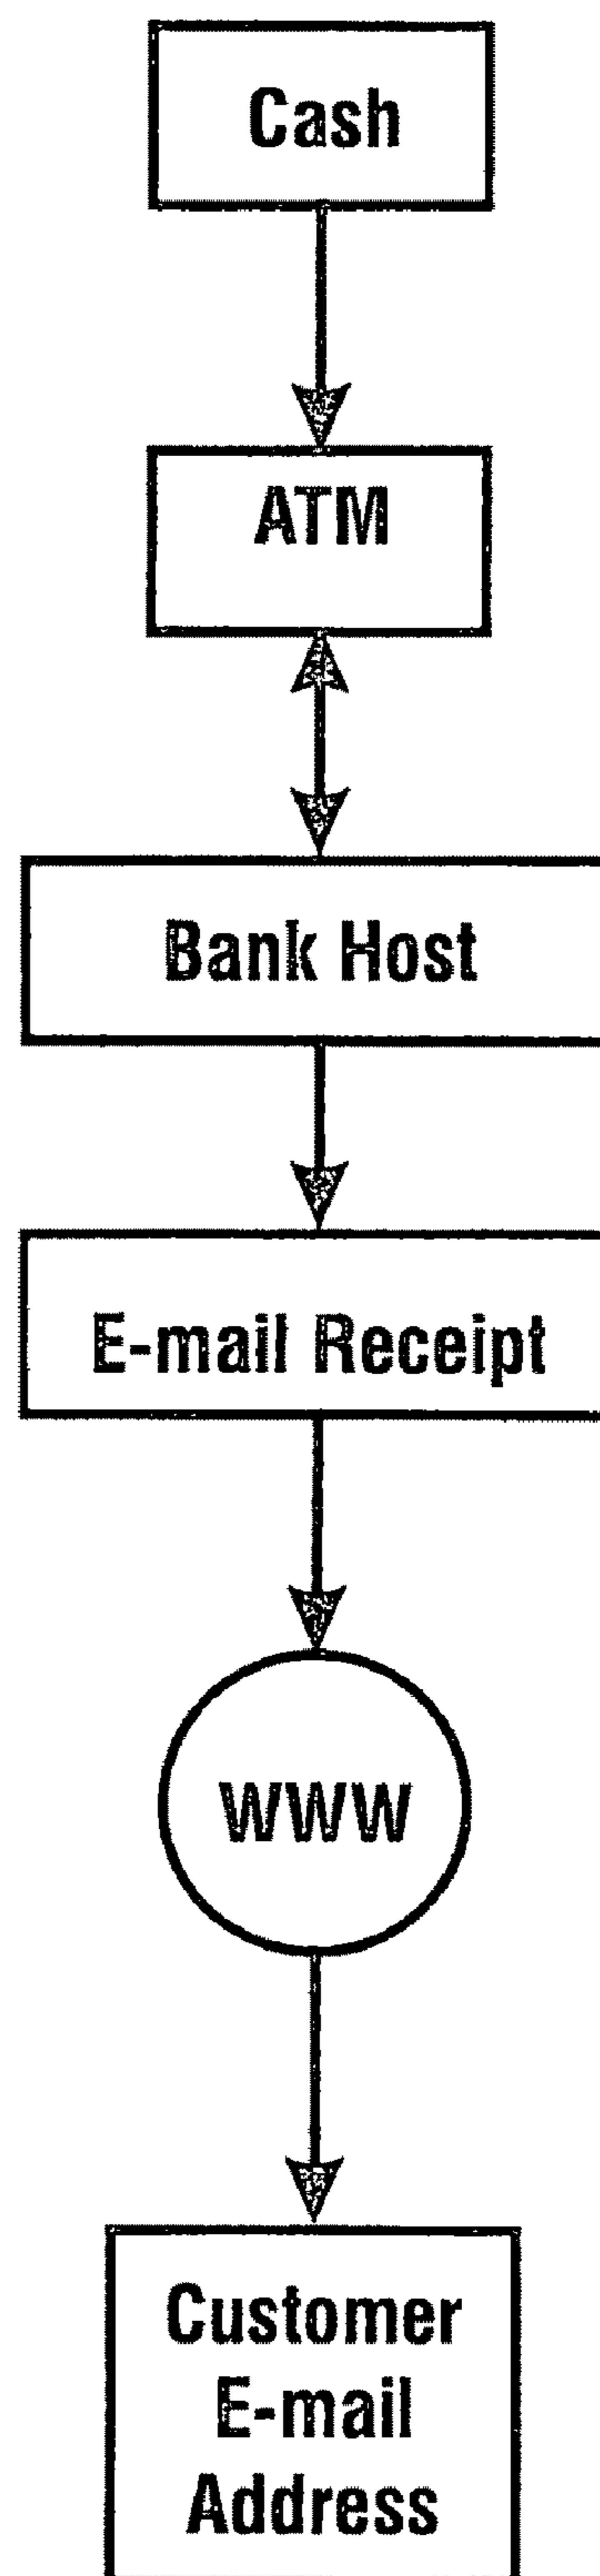 Cash
ATM
Bank Host
E-mail Receipt
WWW
Customer
E-mail
Address